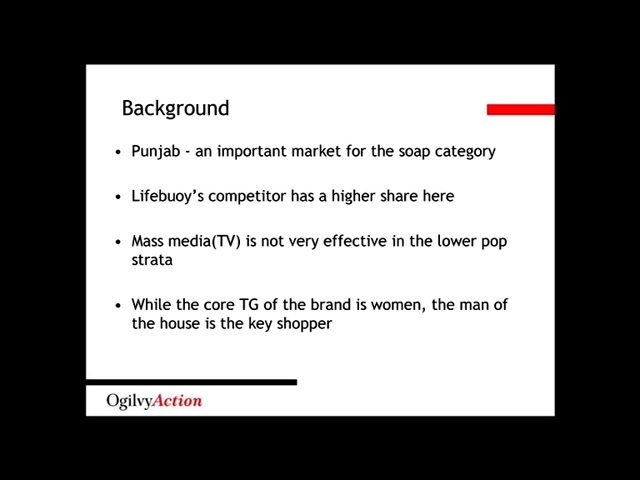 Background
• Punjab - an important market for the soap category
• Lifebuoy's competitor has a higher share here
• Mass media(TV) is not very effective in the lower pop
strata
• While the core TG of the brand is women, the man of
the house is the key shopper
OgilvyAction